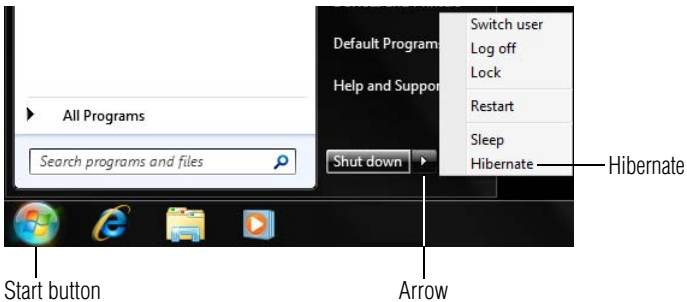 Default Program
Help and Suppor
All Programs
Search programs and files
Shut down
Switch user
Log off
Lock
Restart
Sleep
Hibernate
Hibernate
Start button
Arrow